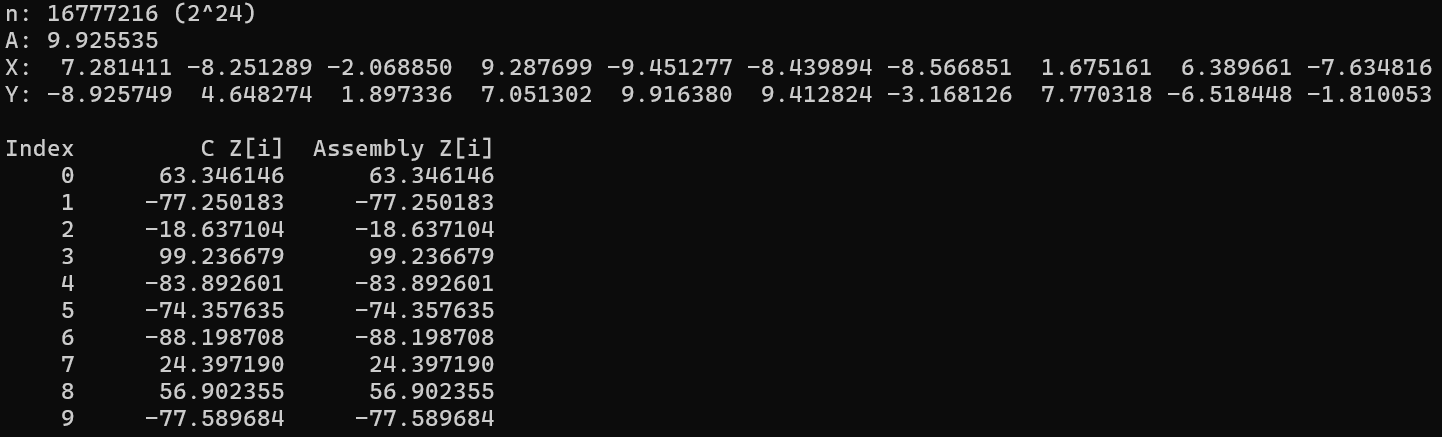 n: 16777216 (2^24)
A: 9.925535
X:  7.281411 -8.251289 -2.068850  9.287699 -9.451277 -8.439894 -8.566851  1.675161  6.389661 -7.634816
Y: -8.925749  4.648274  1.897336  7.051302  9.916380  9.412824 -3.168126  7.770318 -6.518448 -1.810053

Index         C Z[i]  Assembly Z[i]
    0      63.346146      63.346146
    1     -77.250183     -77.250183
    2     -18.637104     -18.637104
    3      99.236679      99.236679
    4     -83.892601     -83.892601
    5     -74.357635     -74.357635
    6     -88.198708     -88.198708
    7      24.397190      24.397190
    8      56.902355      56.902355
    9     -77.589684     -77.589684